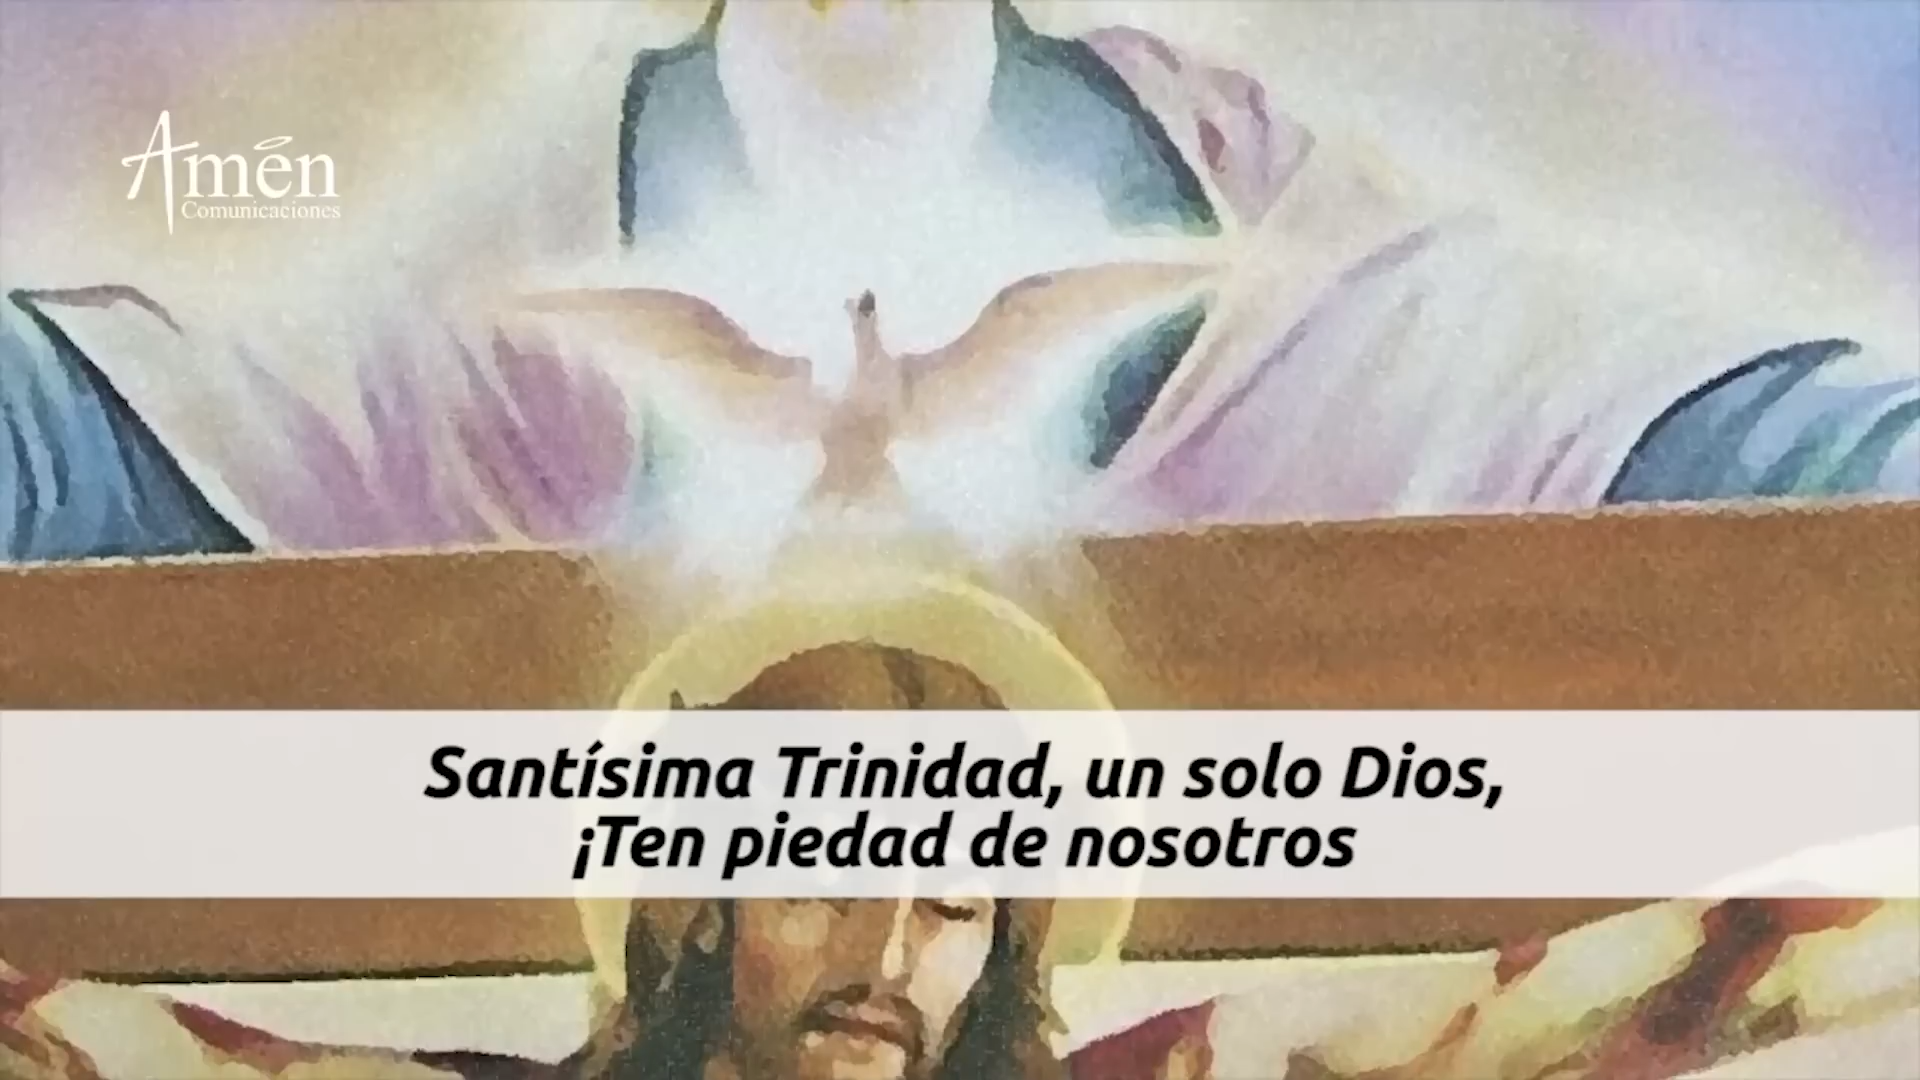 Amén
Comunicaciones
Santísima Trinidad, un solo Dios,
¡Ten piedad de nosotros